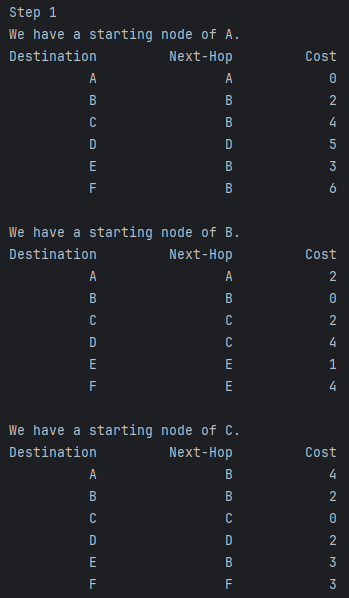 Step 1
We have a starting node of A.
Destination Next-Hop Cost
A A 0
B B 2
C B 4
D D 5
E B 3
F B 6
We have a starting node of B.
Destination Next-Hop Cost
A A 2
B B 0
C C 2
D C 4
E E 1
F E 4
We have a starting node of C.
Destination Next-Hop Cost
A B 4
B B 2
C C 0
D D 2
E B 3
F F 3